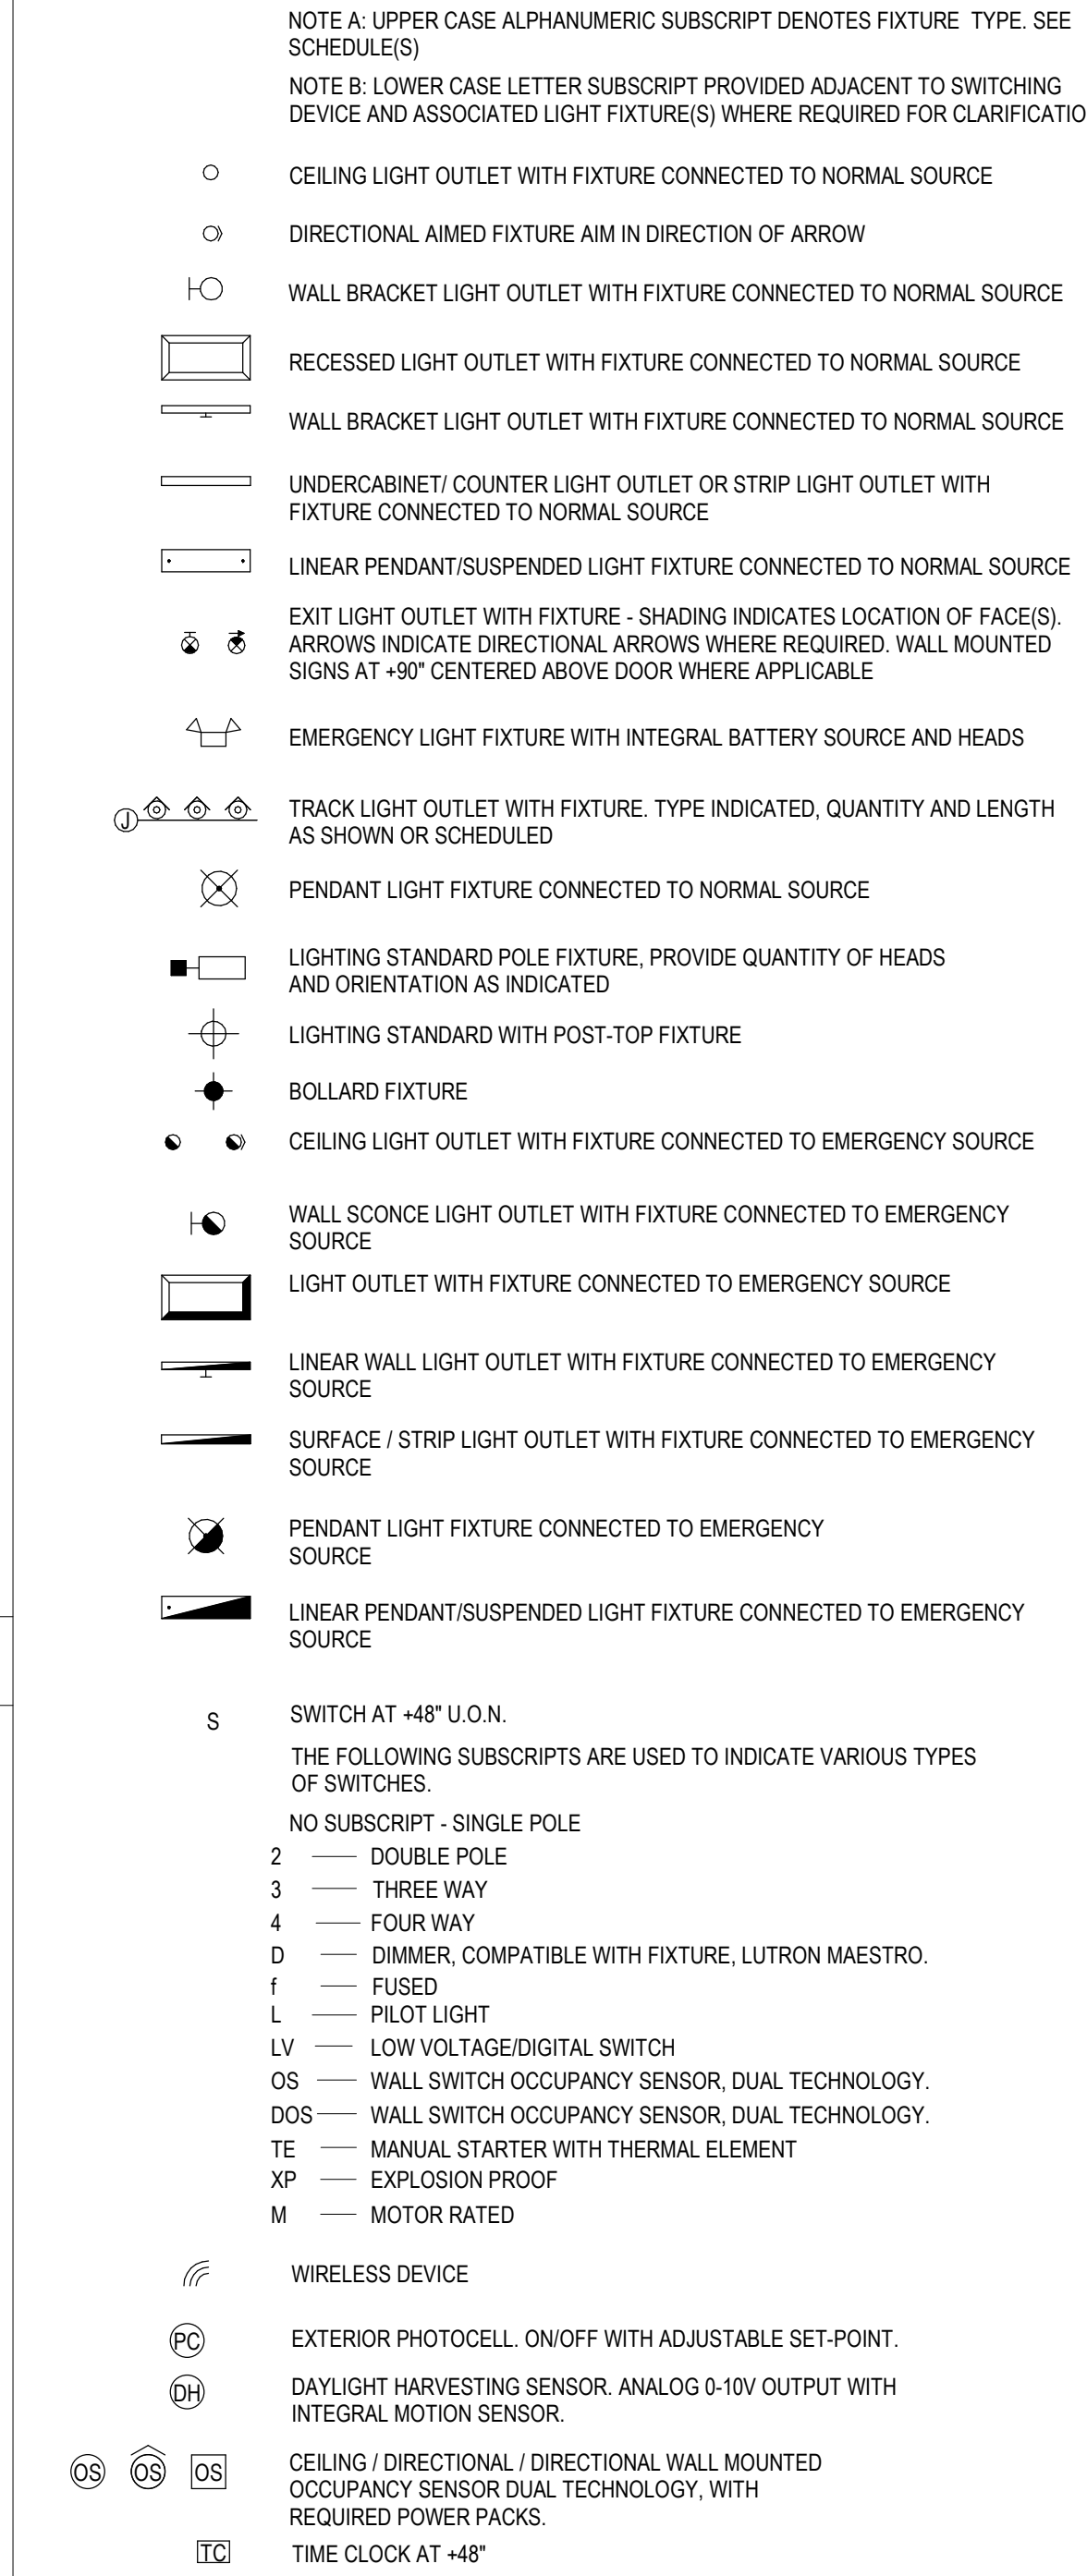 NOTE A: UPPER CASE ALPHANUMERIC SUBSCRIPT DENOTES FIXTURE TYPE. SEE
SCHEDULE(S)
NOTE B: LOWER CASE LETTER SUBSCRIPT PROVIDED ADJACENT TO SWITCHING
DEVICE AND ASSOCIATED LIGHT FIXTURE(S) WHERE REQUIRED FOR CLARIFICATIO
CEILING LIGHT OUTLET WITH FIXTURE CONNECTED TO NORMAL SOURCE
DIRECTIONAL AIMED FIXTURE AIM IN DIRECTION OF ARROW
WALL BRACKET LIGHT OUTLET WITH FIXTURE CONNECTED TO NORMAL SOURCE
RECESSED LIGHT OUTLET WITH FIXTURE CONNECTED TO NORMAL SOURCE
WALL BRACKET LIGHT OUTLET WITH FIXTURE CONNECTED TO NORMAL SOURCE
UNDERCABINET/ COUNTER LIGHT OUTLET OR STRIP LIGHT OUTLET WITH
FIXTURE CONNECTED TO NORMAL SOURCE
LINEAR PENDANT/SUSPENDED LIGHT FIXTURE CONNECTED TO NORMAL SOURCE
EXIT LIGHT OUTLET WITH FIXTURE - SHADING INDICATES LOCATION OF FACE(S).
ARROWS INDICATE DIRECTIONAL ARROWS WHERE REQUIRED. WALL MOUNTED
SIGNS AT +90" CENTERED ABOVE DOOR WHERE APPLICABLE
EMERGENCY LIGHT FIXTURE WITH INTEGRAL BATTERY SOURCE AND HEADS
J TRACK LIGHT OUTLET WITH FIXTURE. TYPE INDICATED, QUANTITY AND LENGTH
AS SHOWN OR SCHEDULED
PENDANT LIGHT FIXTURE CONNECTED TO NORMAL SOURCE
LIGHTING STANDARD POLE FIXTURE, PROVIDE QUANTITY OF HEADS
AND ORIENTATION AS INDICATED
LIGHTING STANDARD WITH POST-TOP FIXTURE
BOLLARD FIXTURE
CEILING LIGHT OUTLET WITH FIXTURE CONNECTED TO EMERGENCY SOURCE
WALL SCONCE LIGHT OUTLET WITH FIXTURE CONNECTED TO EMERGENCY
SOURCE
LIGHT OUTLET WITH FIXTURE CONNECTED TO EMERGENCY SOURCE
LINEAR WALL LIGHT OUTLET WITH FIXTURE CONNECTED TO EMERGENCY
SOURCE
SURFACE / STRIP LIGHT OUTLET WITH FIXTURE CONNECTED TO EMERGENCY
SOURCE
PENDANT LIGHT FIXTURE CONNECTED TO EMERGENCY
SOURCE
LINEAR PENDANT/SUSPENDED LIGHT FIXTURE CONNECTED TO EMERGENCY
SOURCE
S SWITCH AT +48" U.O.N.
THE FOLLOWING SUBSCRIPTS ARE USED TO INDICATE VARIOUS TYPES
OF SWITCHES.
NO SUBSCRIPT - SINGLE POLE
2 DOUBLE POLE
3 THREE WAY
4 FOUR WAY
D DIMMER, COMPATIBLE WITH FIXTURE, LUTRON MAESTRO.
f FUSED
L PILOT LIGHT
LV LOW VOLTAGE/DIGITAL SWITCH
OS WALL SWITCH OCCUPANCY SENSOR, DUAL TECHNOLOGY.
DOS WALL SWITCH OCCUPANCY SENSOR, DUAL TECHNOLOGY.
TE MANUAL STARTER WITH THERMAL ELEMENT
XP EXPLOSION PROOF
M MOTOR RATED
WIRELESS DEVICE
PC EXTERIOR PHOTOCELL. ON/OFF WITH ADJUSTABLE SET-POINT.
DH DAYLIGHT HARVESTING SENSOR. ANALOG 0-10V OUTPUT WITH
INTEGRAL MOTION SENSOR.
OS OS OS CEILING / DIRECTIONAL / DIRECTIONAL WALL MOUNTED
OCCUPANCY SENSOR DUAL TECHNOLOGY, WITH
REQUIRED POWER PACKS.
TC TIME CLOCK AT +48"